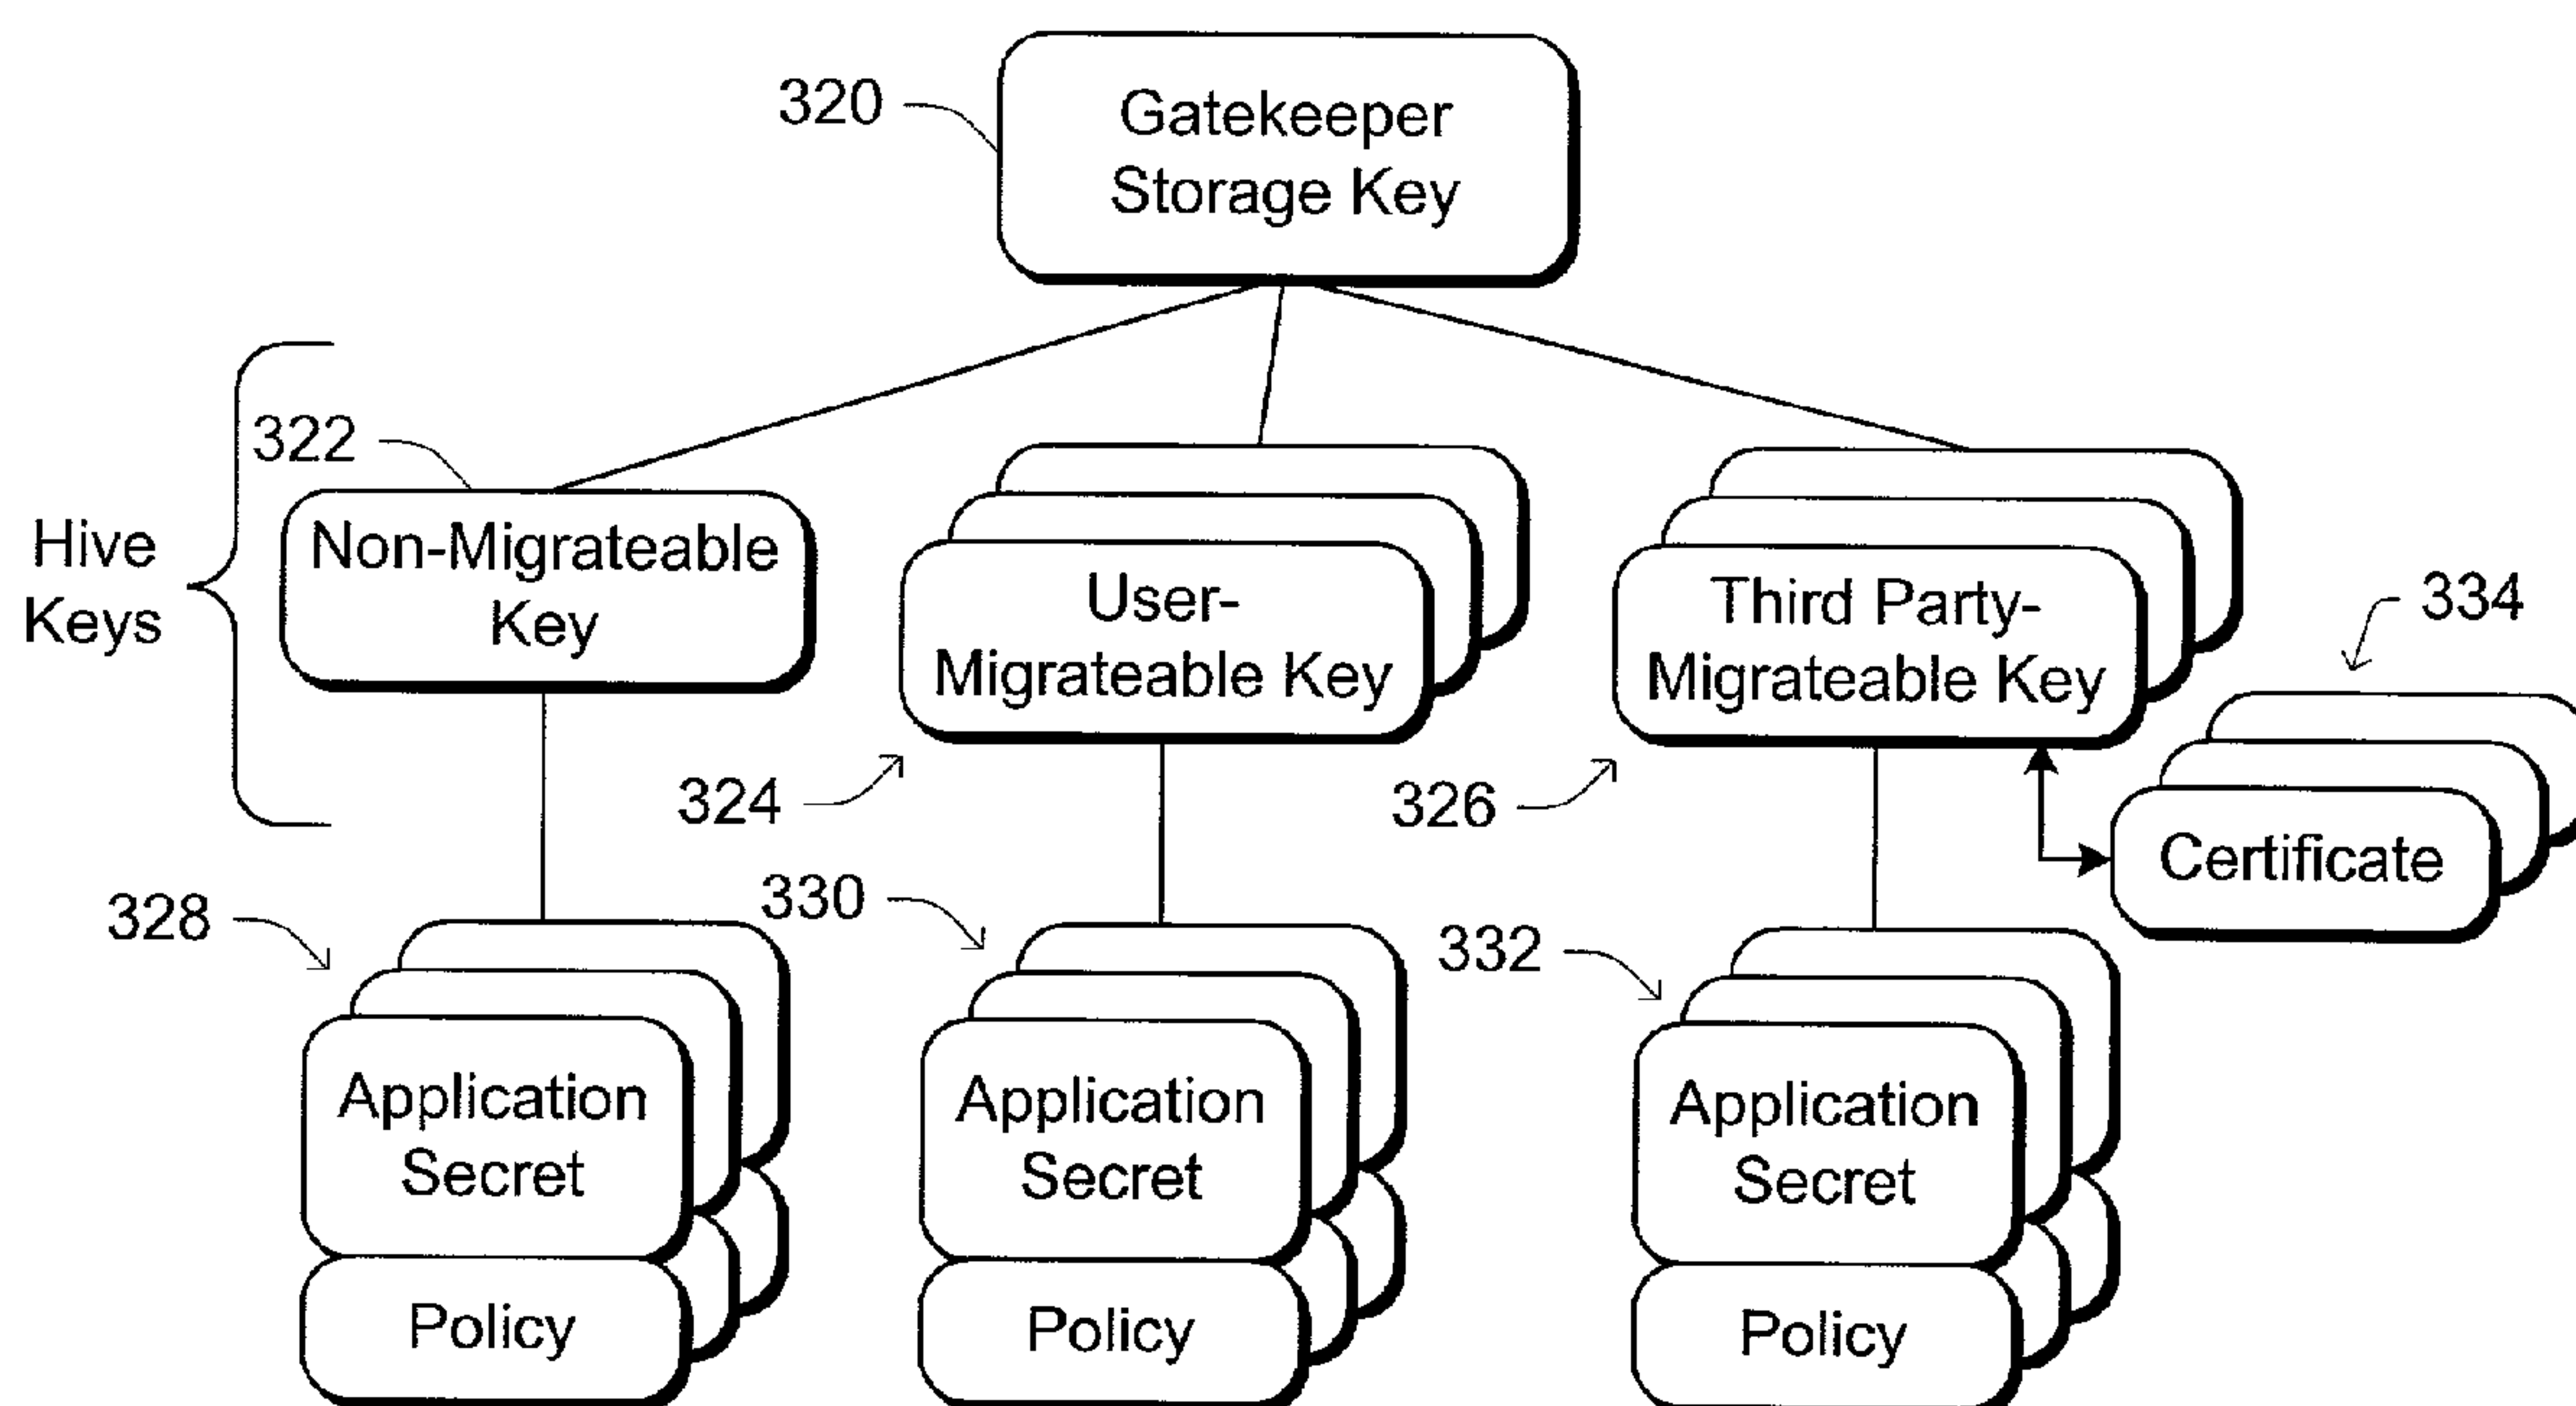 320
Gatekeeper
Storage Key
Hive
Keys
322
Non-Migrateable
Key
User-
Migrateable Key
324
Third Party-
Migrateable Key
326
334
Certificate
328
Application
Secret
Policy
330
Application
Secret
Policy
332
Application
Secret
Policy